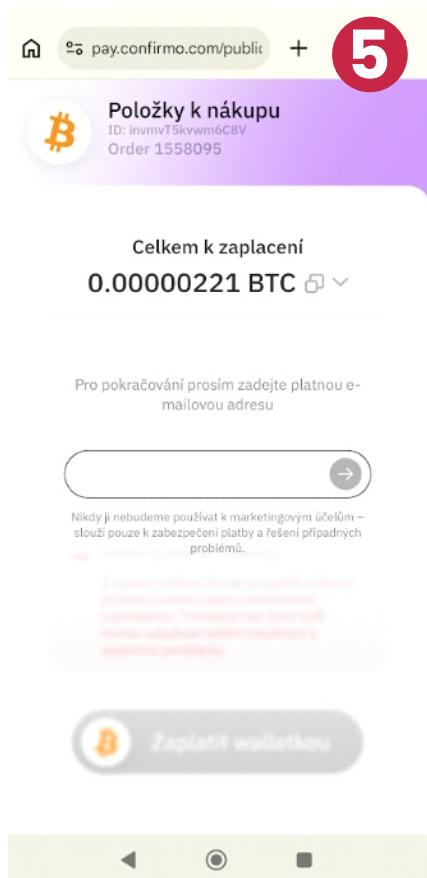 pay.confirmo.com/public
5
Položky k nákupu
ID: invmvT5kvwm6C8V
Order 1558095
Celkem k zaplacení
0.00000221 BTC
Pro pokračování prosím zadejte platnou e-
mailovou adresu
Nikdy ji nebudeme používat k marketingovým účelům –
slouží pouze k zabezpečení platby a řešení případných
problémů.
Zaplatit walletkou